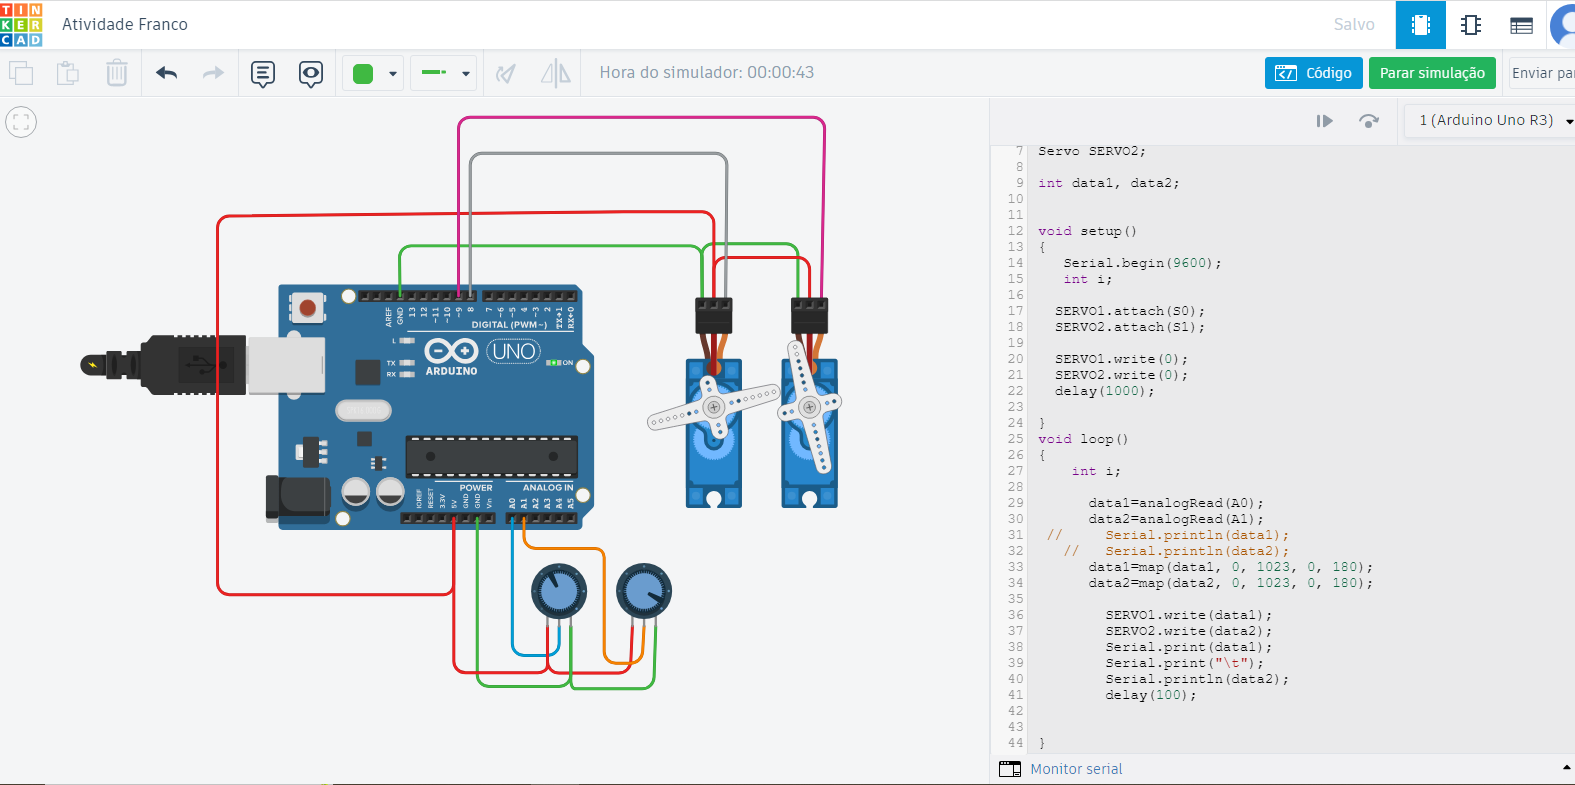 TIN
KER
CAD
Atividade Franco
Salvo
Hora do simulador: 00:00:43
Código
Parar simulação
Enviar par
1 (Arduino Uno R3)
7 Servo SERVO2;
8
9 int data1, data2;
10
11
12 void setup()
13 {
14 Serial.begin(9600);
15 int i;
16
17 SERVO1.attach(S0);
18 SERVO2.attach(S1);
19
20 SERVO1.write(0);
21 SERVO2.write(0);
22 delay(1000);
23
24 }
25 void loop()
26 {
27 int i;
28
29 data1=analogRead(A0);
30 data2=analogRead(A1);
31 // Serial.println(data1);
32 // Serial.println(data2);
33 data1=map(data1, 0, 1023, 0, 180);
34 data2=map(data2, 0, 1023, 0, 180);
35
36 SERVO1.write(data1);
37 SERVO2.write(data2);
38 Serial.print(data1);
39 Serial.print("\t");
40 Serial.println(data2);
41 delay(100);
42
43
44 }
Monitor serial
AREF
GND
13
12
~11
~10
~9
8
7
~6
~5
4
~3
2
TX→1
RX←0
DIGITAL (PWM~)
L
TX
RX
UNO
ON
ARDUINO
POWER
ANALOG IN
IOREF
RESET
3.3V
5V
GND
GND
Vin
A0
A1
A2
A3
A4
A5